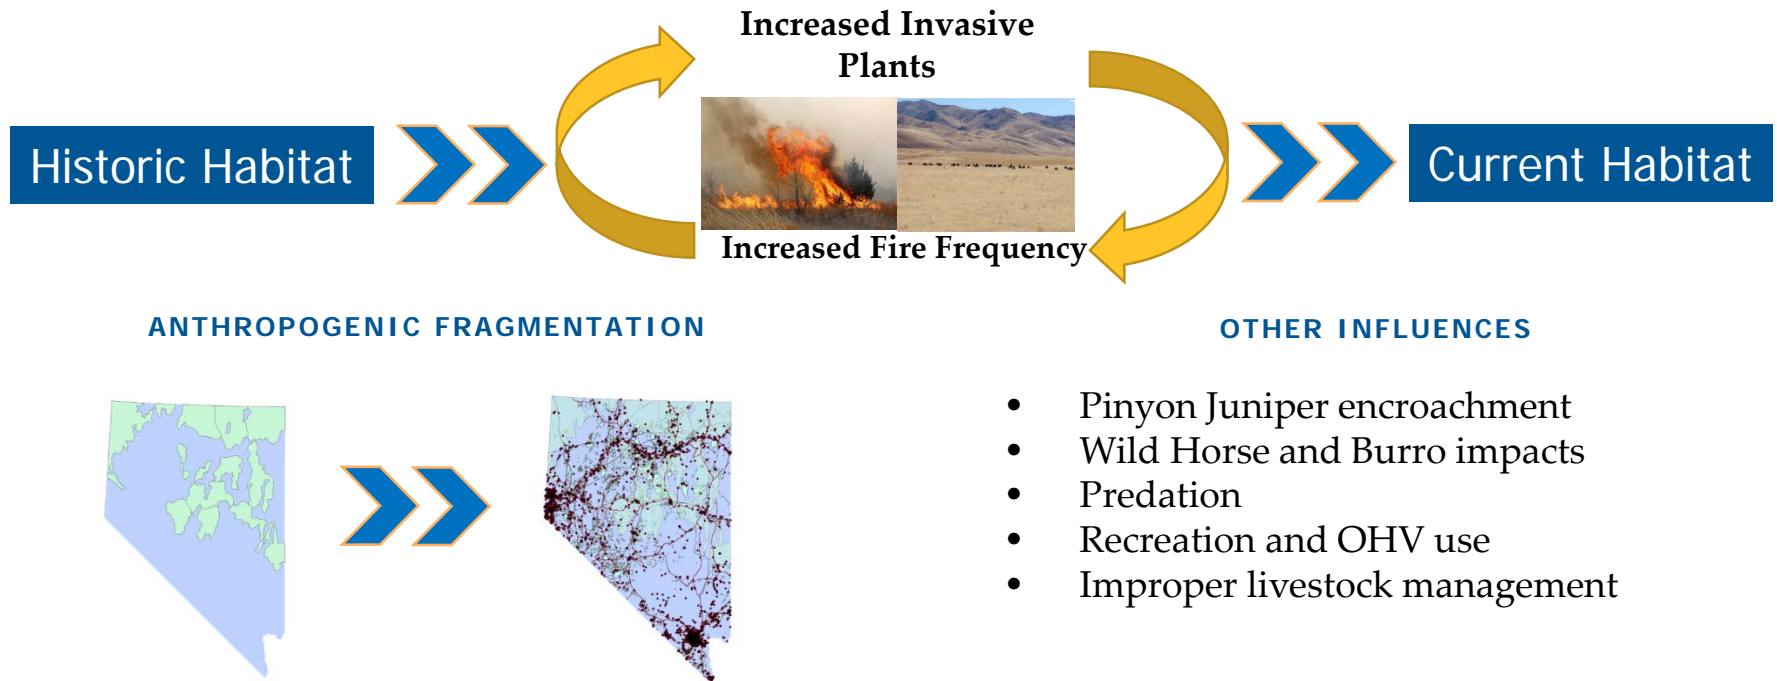 Increased Invasive
Plants
Historic Habitat
Current Habitat
Increased Fire Frequency
ANTHROPOGENIC FRAGMENTATION
OTHER INFLUENCES
• Pinyon Juniper encroachment
• Wild Horse and Burro impacts
• Predation
• Recreation and OHV use
• Improper livestock management